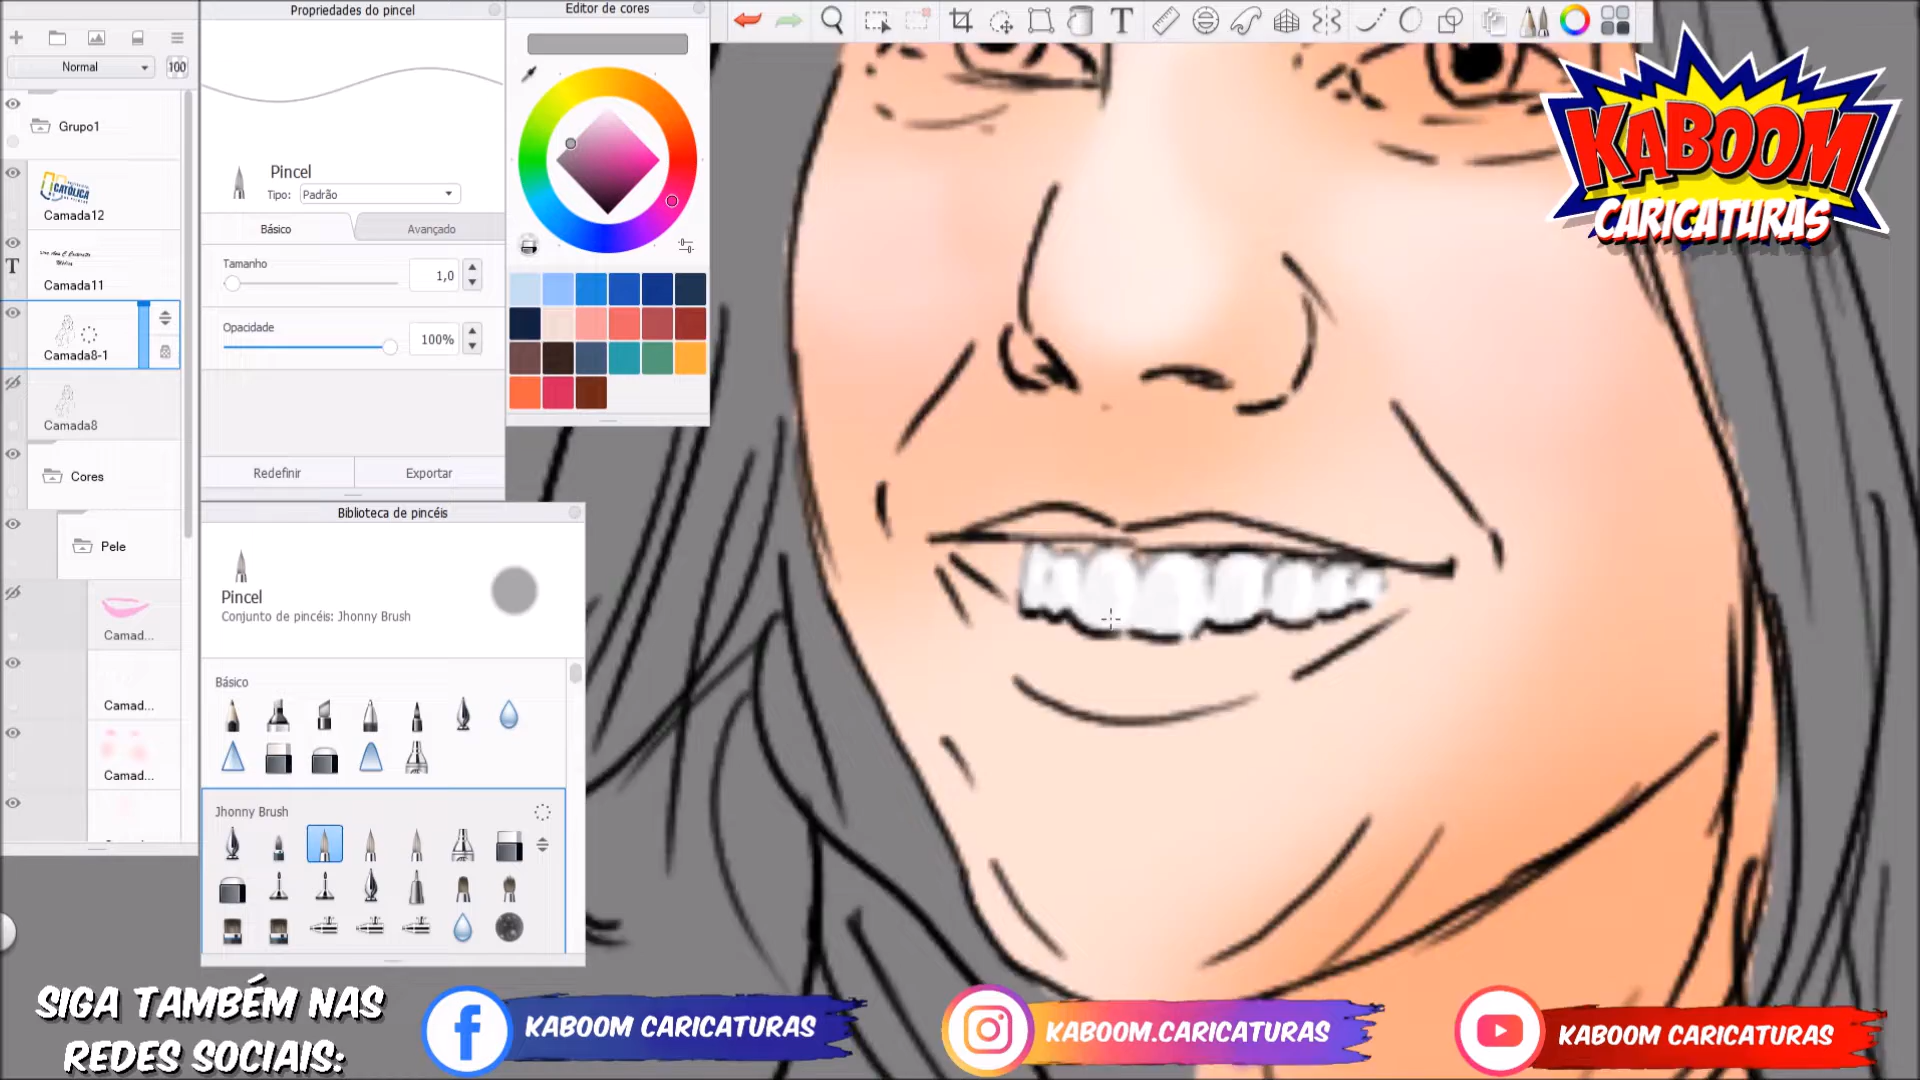 Propriedades do pincel
Editor de cores
Normal
100
Grupo1
CATÓLICA
Camada12
Camada11
Camada8-1
Camada8
Cores
Pele
Camad...
Camad...
Camad...
Pincel
Tipo: Padrão
Básico
Avançado
Tamanho
1,0
Opacidade
100%
Redefinir
Exportar
Biblioteca de pincéis
Pincel
Conjunto de pincéis: Jhonny Brush
Básico
Jhonny Brush
T
T
KABOOM
CARICATURAS
SIGA TAMBÉM NAS
REDES SOCIAIS:
KABOOM CARICATURAS
KABOOM.CARICATURAS
KABOOM CARICATURAS